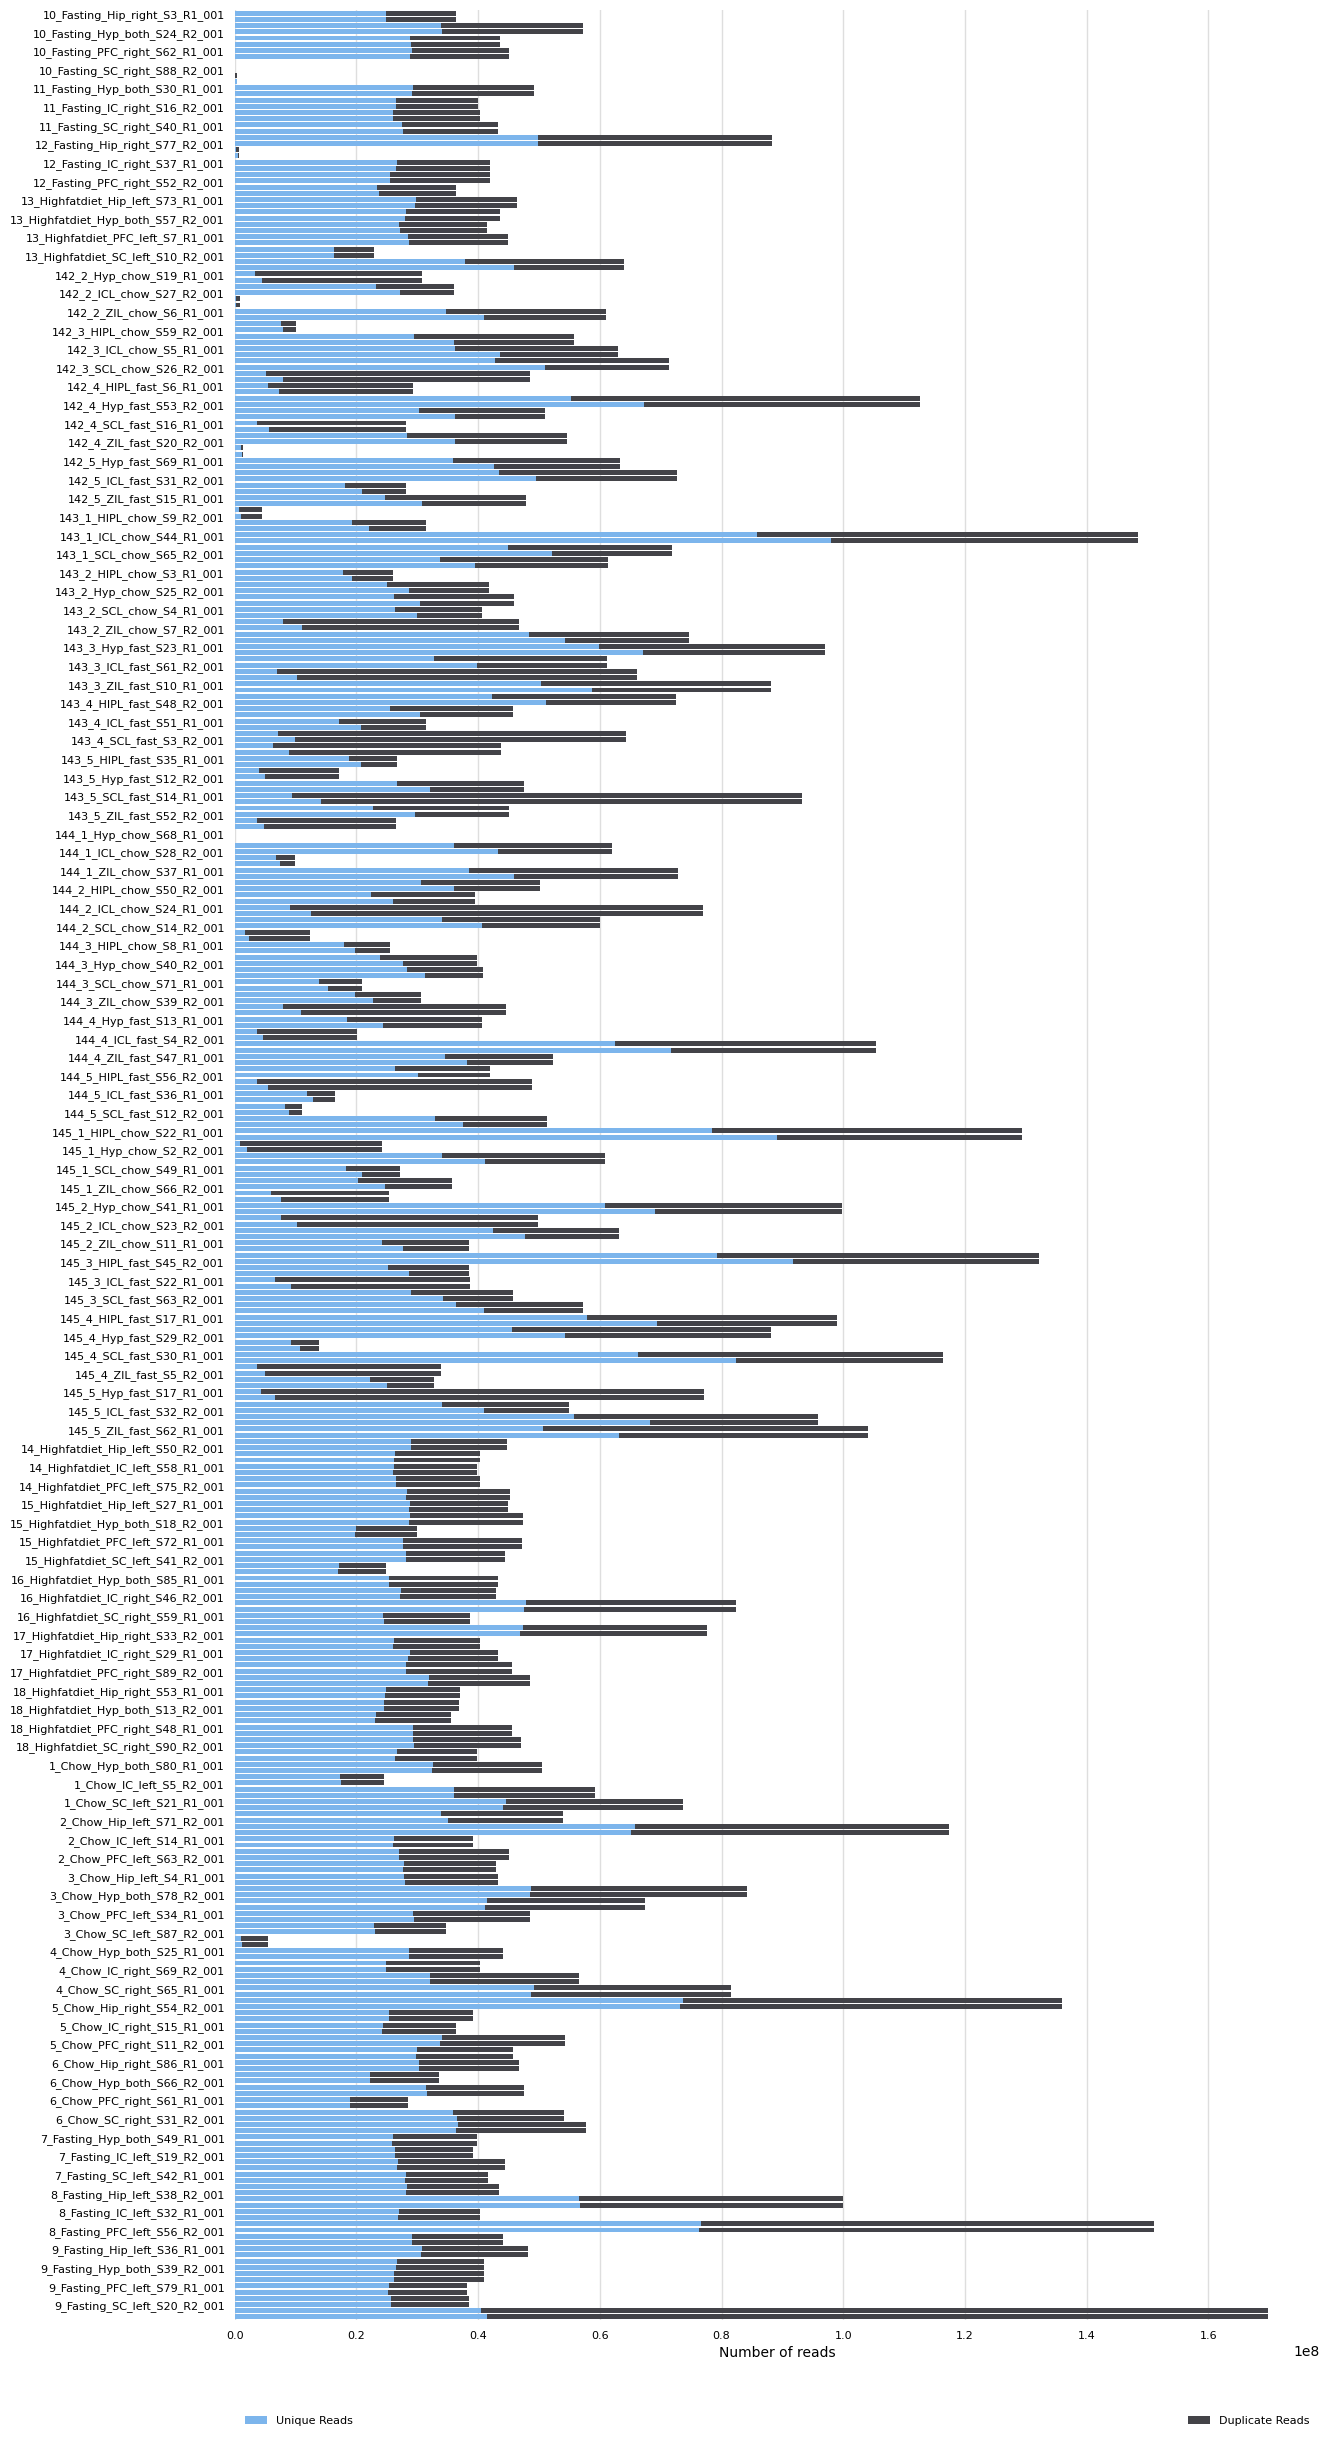 10_Fasting_Hip_right_S3_R1_001
10_Fasting_Hyp_both_S24_R2_001
10_Fasting_PFC_right_S62_R1_001
10_Fasting_SC_right_S88_R2_001
11_Fasting_Hyp_both_S30_R1_001
11_Fasting_IC_right_S16_R2_001
11_Fasting_SC_right_S40_R1_001
12_Fasting_Hip_right_S77_R2_001
12_Fasting_IC_right_S37_R1_001
12_Fasting_PFC_right_S52_R2_001
13_Highfatdiet_Hip_left_S73_R1_001
13_Highfatdiet_Hyp_both_S57_R2_001
13_Highfatdiet_PFC_left_S7_R1_001
13_Highfatdiet_SC_left_S10_R2_001
142_2_Hyp_chow_S19_R1_001
142_2_ICL_chow_S27_R2_001
142_2_ZIL_chow_S6_R1_001
142_3_HIPL_chow_S59_R2_001
142_3_ICL_chow_S5_R1_001
142_3_SCL_chow_S26_R2_001
142_4_HIPL_fast_S6_R1_001
142_4_Hyp_fast_S53_R2_001
142_4_SCL_fast_S16_R1_001
142_4_ZIL_fast_S20_R2_001
142_5_Hyp_fast_S69_R1_001
142_5_ICL_fast_S31_R2_001
142_5_ZIL_fast_S15_R1_001
143_1_HIPL_chow_S9_R2_001
143_1_ICL_chow_S44_R1_001
143_1_SCL_chow_S65_R2_001
143_2_HIPL_chow_S3_R1_001
143_2_Hyp_chow_S25_R2_001
143_2_SCL_chow_S4_R1_001
143_2_ZIL_chow_S7_R2_001
143_3_Hyp_fast_S23_R1_001
143_3_ICL_fast_S61_R2_001
143_3_ZIL_fast_S10_R1_001
143_4_HIPL_fast_S48_R2_001
143_4_ICL_fast_S51_R1_001
143_4_SCL_fast_S3_R2_001
143_5_HIPL_fast_S35_R1_001
143_5_Hyp_fast_S12_R2_001
143_5_SCL_fast_S14_R1_001
143_5_ZIL_fast_S52_R2_001
144_1_Hyp_chow_S68_R1_001
144_1_ICL_chow_S28_R2_001
144_1_ZIL_chow_S37_R1_001
144_2_HIPL_chow_S50_R2_001
144_2_ICL_chow_S24_R1_001
144_2_SCL_chow_S14_R2_001
144_3_HIPL_chow_S8_R1_001
144_3_Hyp_chow_S40_R2_001
144_3_SCL_chow_S71_R1_001
144_3_ZIL_chow_S39_R2_001
144_4_Hyp_fast_S13_R1_001
144_4_ICL_fast_S4_R2_001
144_4_ZIL_fast_S47_R1_001
144_5_HIPL_fast_S56_R2_001
144_5_ICL_fast_S36_R1_001
144_5_SCL_fast_S12_R2_001
145_1_HIPL_chow_S22_R1_001
145_1_Hyp_chow_S2_R2_001
145_1_SCL_chow_S49_R1_001
145_1_ZIL_chow_S66_R2_001
145_2_Hyp_chow_S41_R1_001
145_2_ICL_chow_S23_R2_001
145_2_ZIL_chow_S11_R1_001
145_3_HIPL_fast_S45_R2_001
145_3_ICL_fast_S22_R1_001
145_3_SCL_fast_S63_R2_001
145_4_HIPL_fast_S17_R1_001
145_4_Hyp_fast_S29_R2_001
145_4_SCL_fast_S30_R1_001
145_4_ZIL_fast_S5_R2_001
145_5_Hyp_fast_S17_R1_001
145_5_ICL_fast_S32_R2_001
145_5_ZIL_fast_S62_R1_001
14_Highfatdiet_Hip_left_S50_R2_001
14_Highfatdiet_IC_left_S58_R1_001
14_Highfatdiet_PFC_left_S75_R2_001
15_Highfatdiet_Hip_left_S27_R1_001
15_Highfatdiet_Hyp_both_S18_R2_001
15_Highfatdiet_PFC_left_S72_R1_001
15_Highfatdiet_SC_left_S41_R2_001
16_Highfatdiet_Hyp_both_S85_R1_001
16_Highfatdiet_IC_right_S46_R2_001
16_Highfatdiet_SC_right_S59_R1_001
17_Highfatdiet_Hip_right_S33_R2_001
17_Highfatdiet_IC_right_S29_R1_001
17_Highfatdiet_PFC_right_S89_R2_001
18_Highfatdiet_Hip_right_S53_R1_001
18_Highfatdiet_Hyp_both_S13_R2_001
18_Highfatdiet_PFC_right_S48_R1_001
18_Highfatdiet_SC_right_S90_R2_001
1_Chow_Hyp_both_S80_R1_001
1_Chow_IC_left_S5_R2_001
1_Chow_SC_left_S21_R1_001
2_Chow_Hip_left_S71_R2_001
2_Chow_IC_left_S14_R1_001
2_Chow_PFC_left_S63_R2_001
3_Chow_Hip_left_S4_R1_001
3_Chow_Hyp_both_S78_R2_001
3_Chow_PFC_left_S34_R1_001
3_Chow_SC_left_S87_R2_001
4_Chow_Hyp_both_S25_R1_001
4_Chow_IC_right_S69_R2_001
4_Chow_SC_right_S65_R1_001
5_Chow_Hip_right_S54_R2_001
5_Chow_IC_right_S15_R1_001
5_Chow_PFC_right_S11_R2_001
6_Chow_Hip_right_S86_R1_001
6_Chow_Hyp_both_S66_R2_001
6_Chow_PFC_right_S61_R1_001
6_Chow_SC_right_S31_R2_001
7_Fasting_Hyp_both_S49_R1_001
7_Fasting_IC_left_S19_R2_001
7_Fasting_SC_left_S42_R1_001
8_Fasting_Hip_left_S38_R2_001
8_Fasting_IC_left_S32_R1_001
8_Fasting_PFC_left_S56_R2_001
9_Fasting_Hip_left_S36_R1_001
9_Fasting_Hyp_both_S39_R2_001
9_Fasting_PFC_left_S79_R1_001
9_Fasting_SC_left_S20_R2_001
0.0 0.2 0.4 0.6 0.8 1.0 1.2 1.4 1.6
Number of reads
1e8
Unique Reads Duplicate Reads